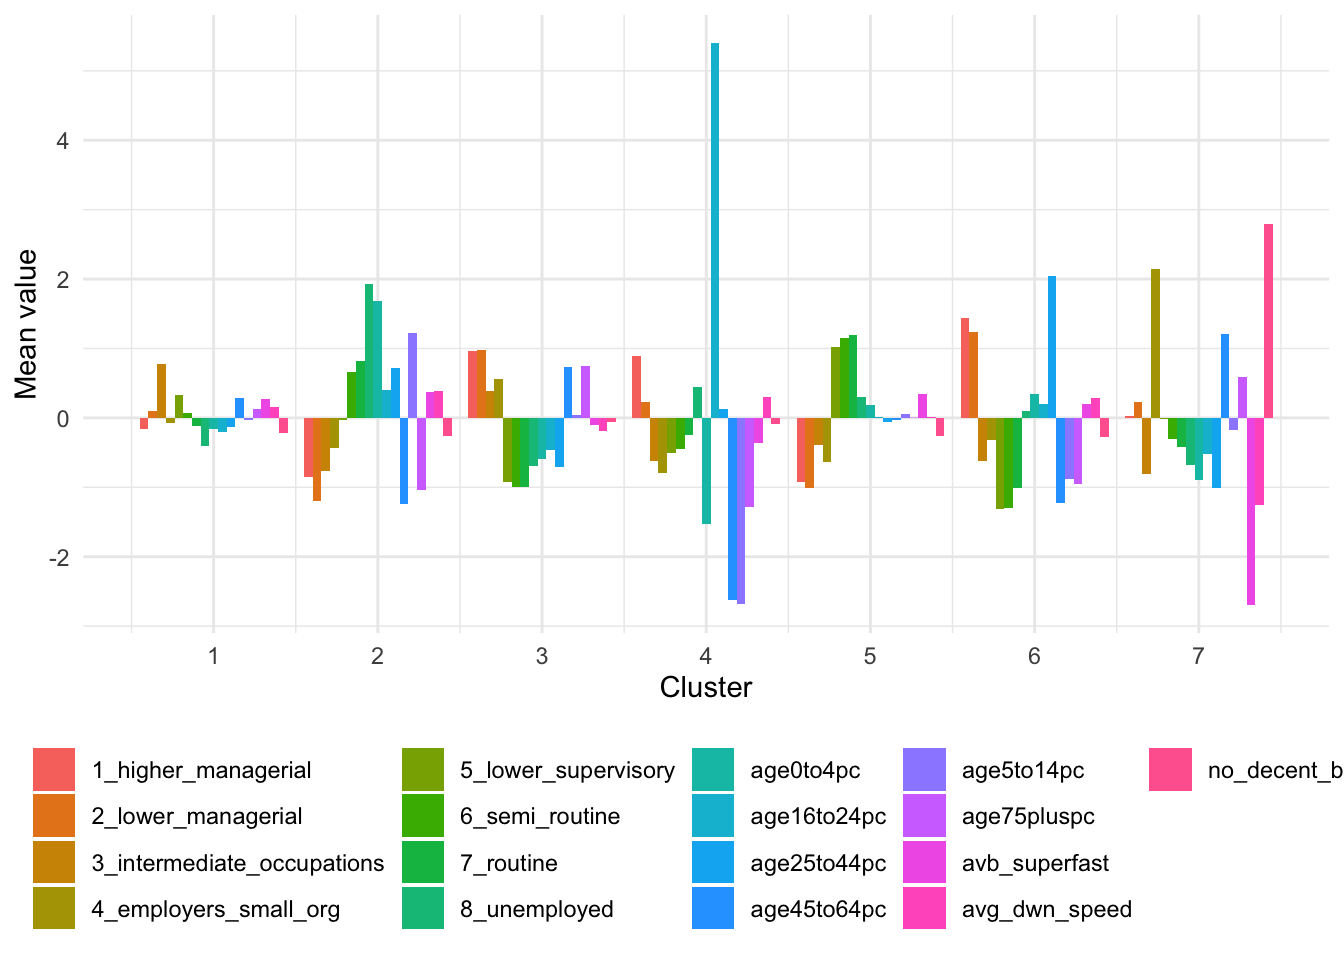 4
2
0
-2
Mean value
1 2 3 4 5 6 7
Cluster
1_higher_managerial 5_lower_supervisory age0to4pc age5to14pc no_decent_b
2_lower_managerial 6_semi_routine age16to24pc age75pluspc
3_intermediate_occupations 7_routine age25to44pc avb_superfast
4_employers_small_org 8_unemployed age45to64pc avg_dwn_speed